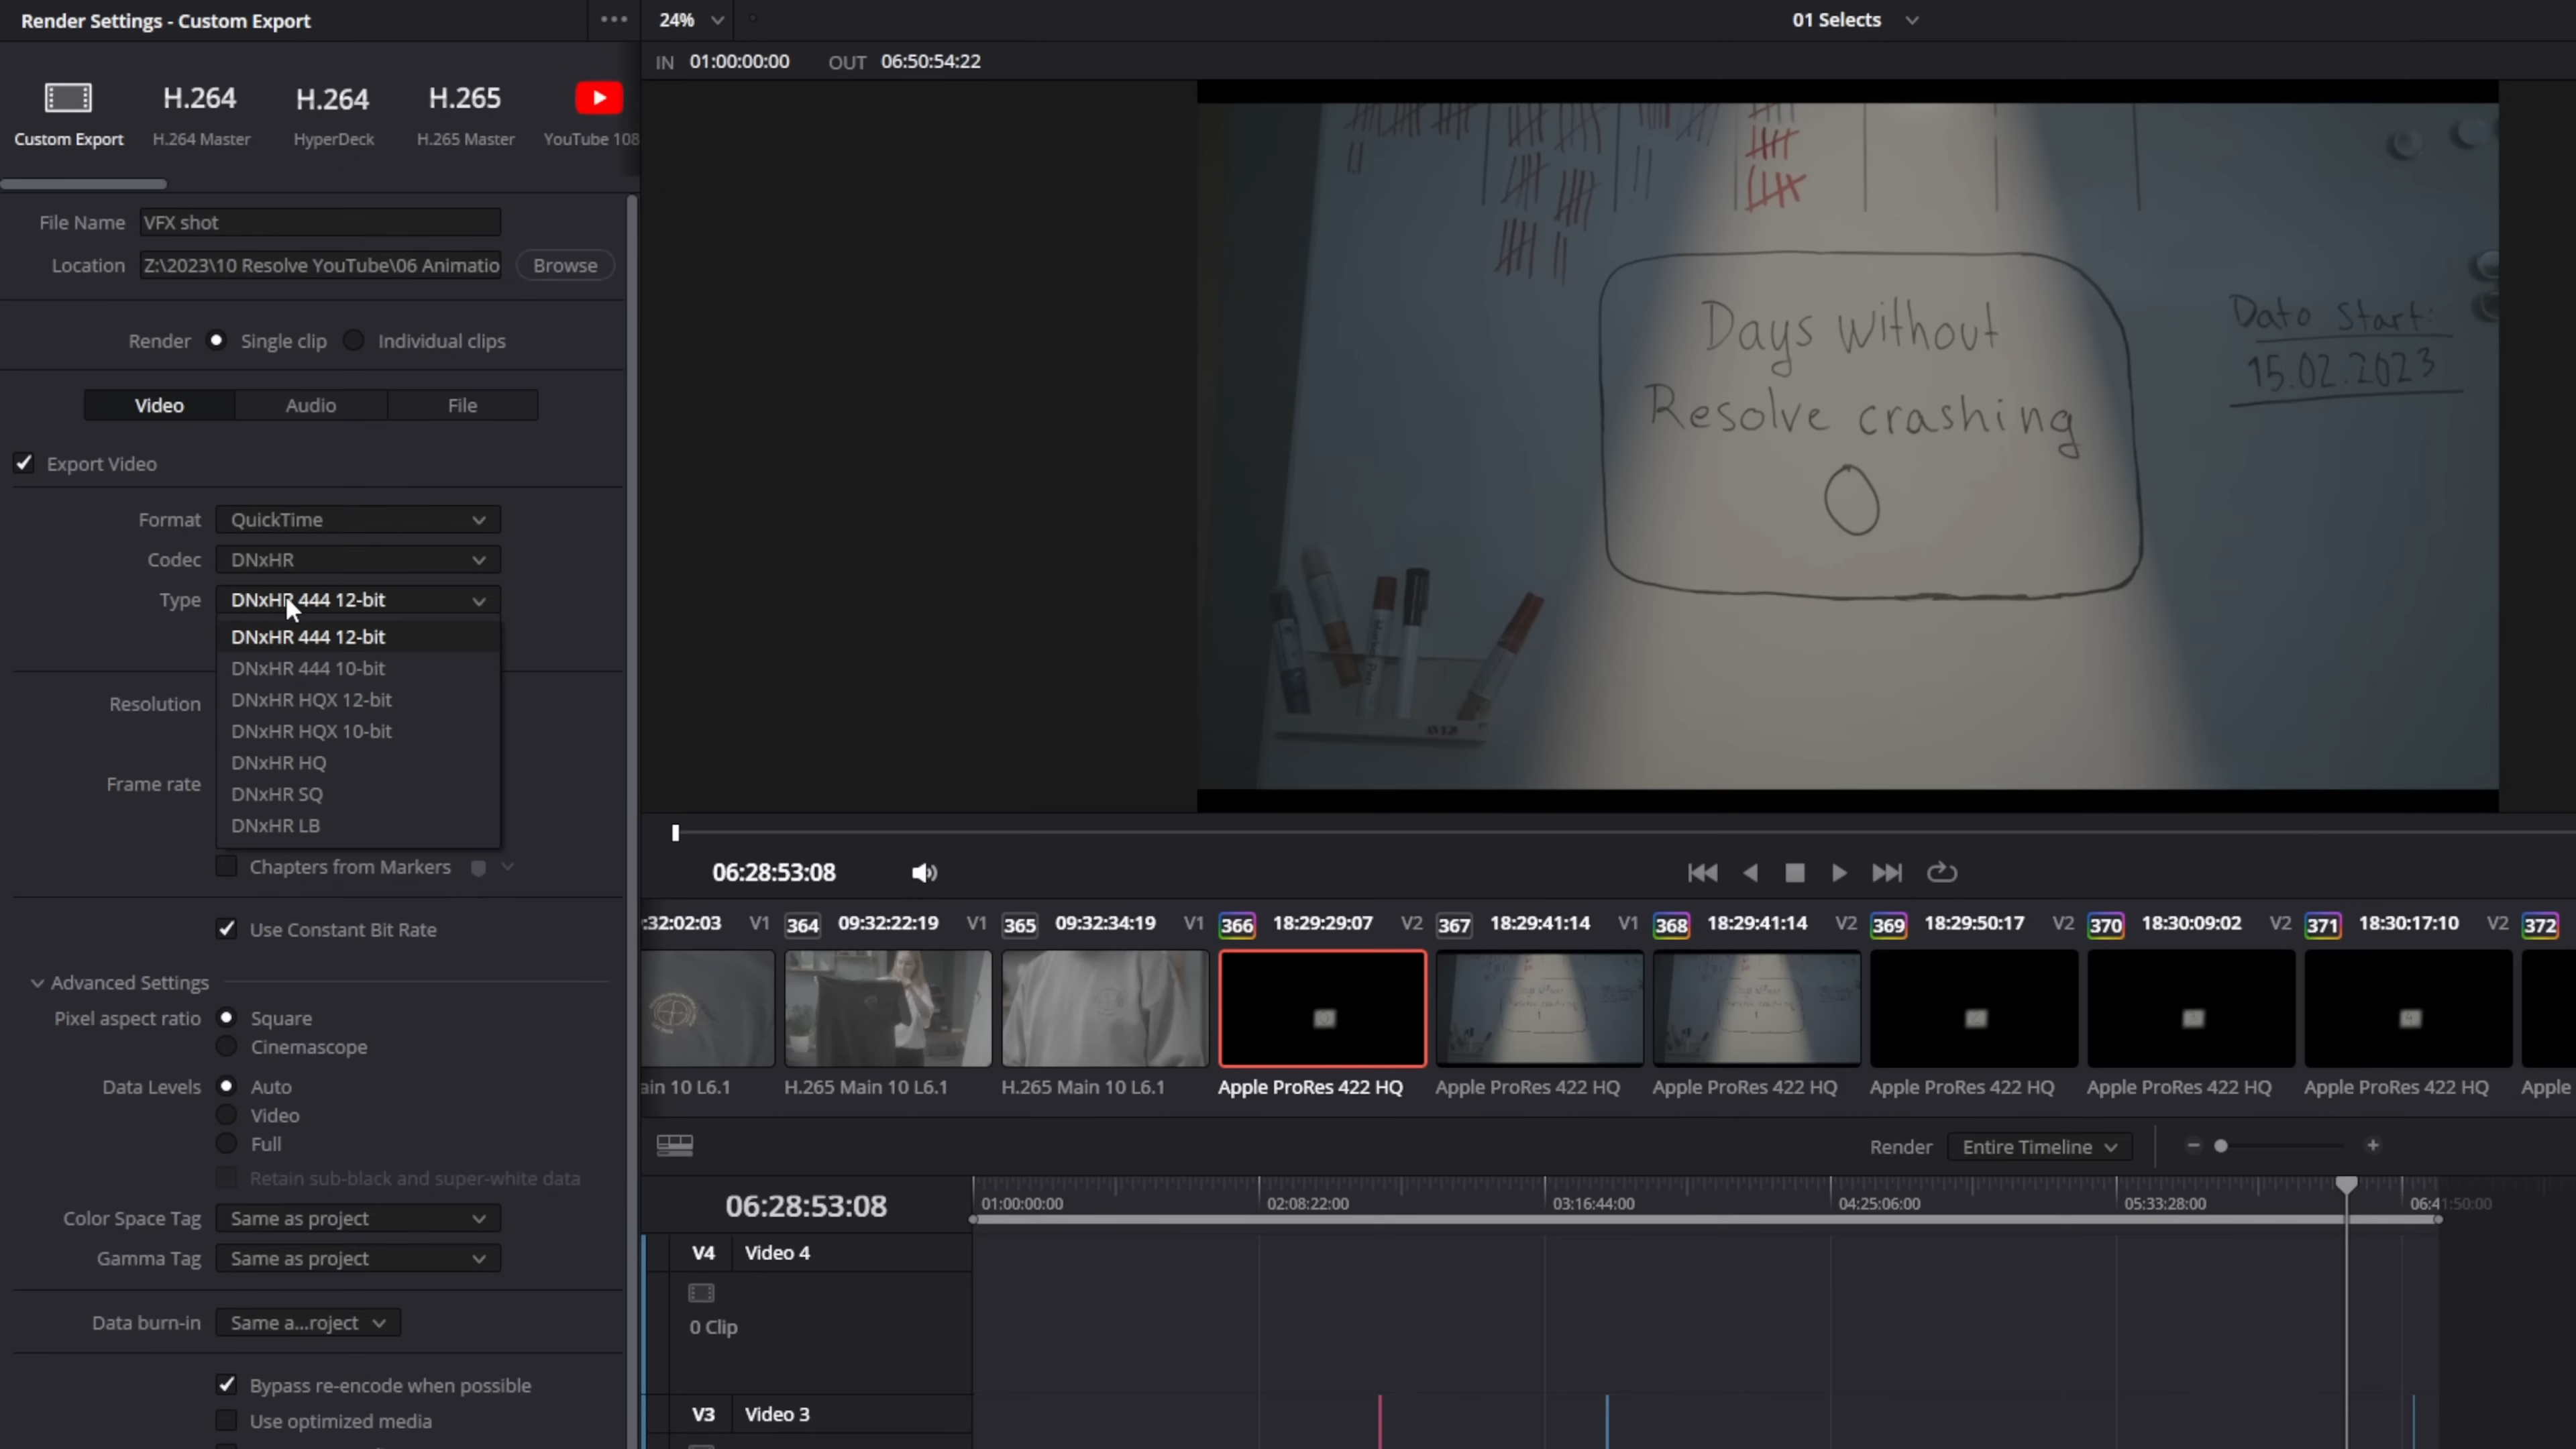 Render Settings - Custom Export
24%
01 Selects
IN 01:00:00:00 OUT 06:50:54:22
H.264 H.264 H.265
Custom Export H.264 Master HyperDeck H.265 Master YouTube 108
File Name VFX shot
Location Z:\2023\10 Resolve YouTube\06 Animatio Browse
Render Single clip Individual clips
Video Audio File
Export Video
Format QuickTime
Codec DNxHR
Type DNxHR 444 12-bit
DNxHR 444 12-bit
DNxHR 444 10-bit
DNxHR HQX 12-bit
DNxHR HQX 10-bit
DNxHR HQ
DNxHR SQ
DNxHR LB
Resolution
Frame rate
Chapters from Markers
Use Constant Bit Rate
Advanced Settings
Pixel aspect ratio Square
Cinemascope
Data Levels Auto
Video
Full
Retain sub-black and super-white data
Color Space Tag Same as project
Gamma Tag Same as project
Data burn-in Same a...roject
Bypass re-encode when possible
Use optimized media
Days Without
Resolve crashing
0
Dato Start:
15.02.2023
06:28:53:08
:32:02:03 V1 364 09:32:22:19 V1 365 09:32:34:19 V1 366 18:29:29:07 V2 367 18:29:41:14 V1 368 18:29:41:14 V2 369 18:29:50:17 V2 370 18:30:09:02 V2 371 18:30:17:10 V2 372
ain 10 L6.1 H.265 Main 10 L6.1 H.265 Main 10 L6.1 Apple ProRes 422 HQ Apple ProRes 422 HQ Apple ProRes 422 HQ Apple ProRes 422 HQ Apple ProRes 422 HQ Apple ProRes 422 HQ Apple
Render Entire Timeline
06:28:53:08
01:00:00:00 02:08:22:00 03:16:44:00 04:25:06:00 05:33:28:00 06:41:50:00
V4 Video 4
0 Clip
V3 Video 3